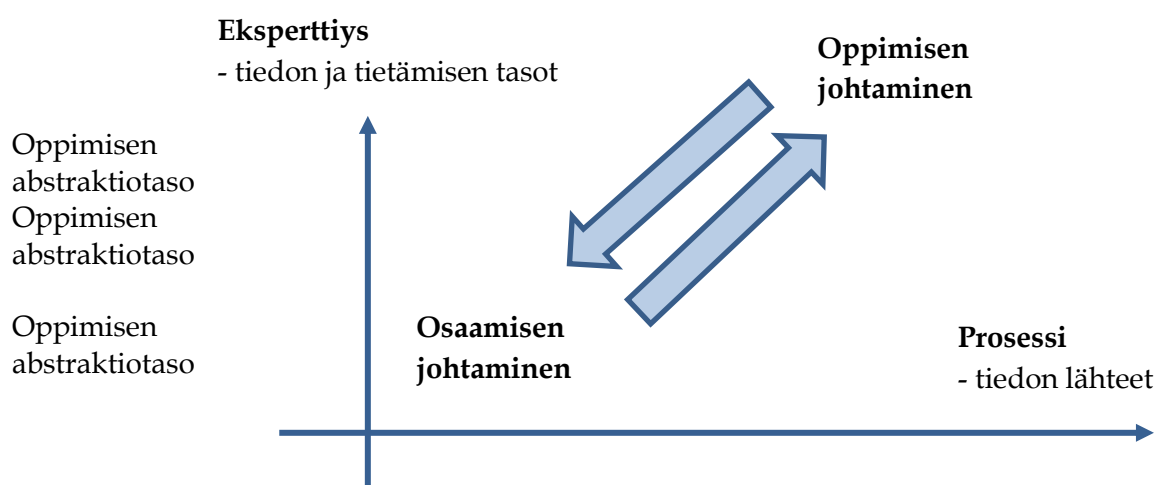 Eksperttiys
- tiedon ja tietämisen tasot
Oppimisen
johtaminen
Oppimisen
abstraktiotaso
Oppimisen
abstraktiotaso
Oppimisen
abstraktiotaso
Osaamisen
johtaminen
Prosessi
- tiedon lähteet